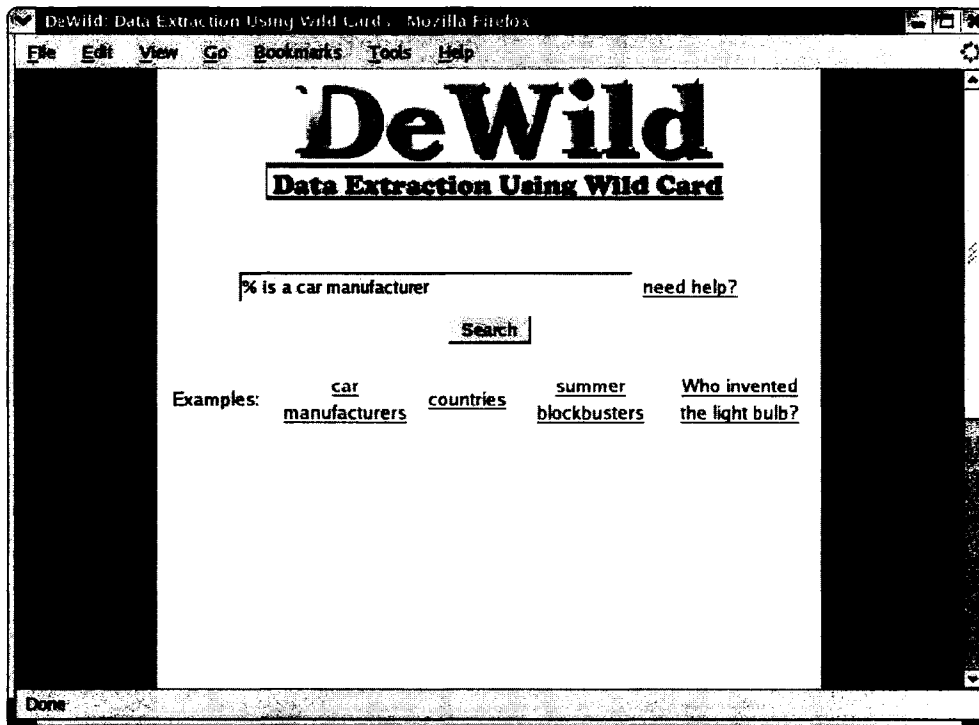 DeWild: Data Extraction Using Wild Card - Mozilla Firefox
File Edit View Go Bookmarks Tools Help
DeWild
Data Extraction Using Wild Card
% is a car manufacturer need help?
Search
Examples: car manufacturers countries summer blockbusters Who invented the light bulb?
Done